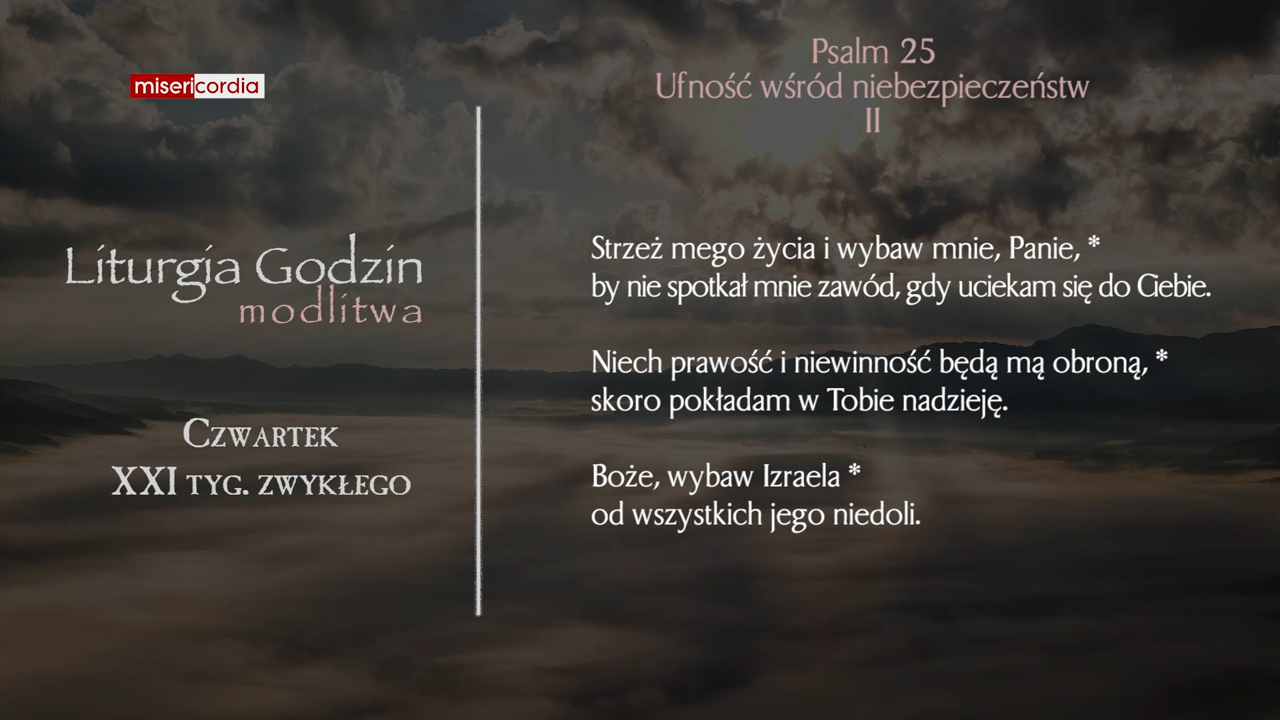 misericordia
Liturgia Godzin
modlitwa
Czwartek
XXI tyg. zwykłego
Psalm 25
Ufność wśród niebezpieczeństw
II
Strzeż mego życia i wybaw mnie, Panie, *
by nie spotkał mnie zawód, gdy uciekam się do Ciebie.
Niech prawość i niewinność będą mą obroną, *
skoro pokładam w Tobie nadzieję.
Boże, wybaw Izraela *
od wszystkich jego niedoli.